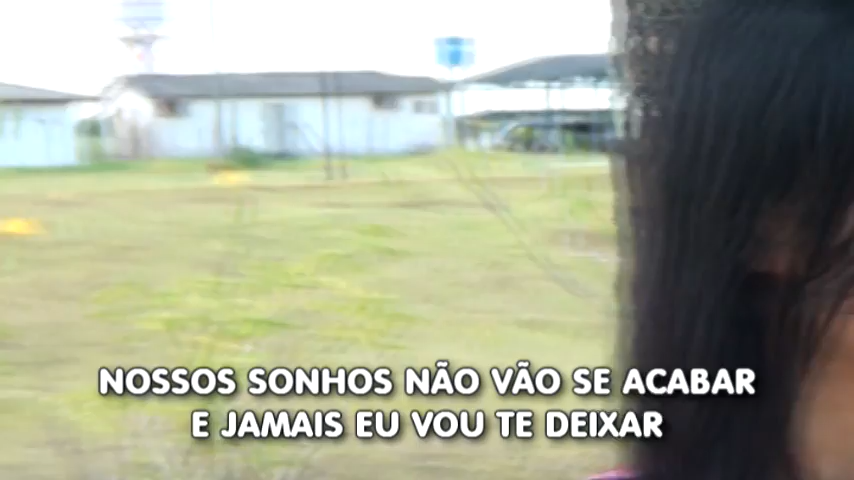 NOSSOS SONHOS NÃO VÃO SE ACABAR
E JAMAIS EU VOU TE DEIXAR